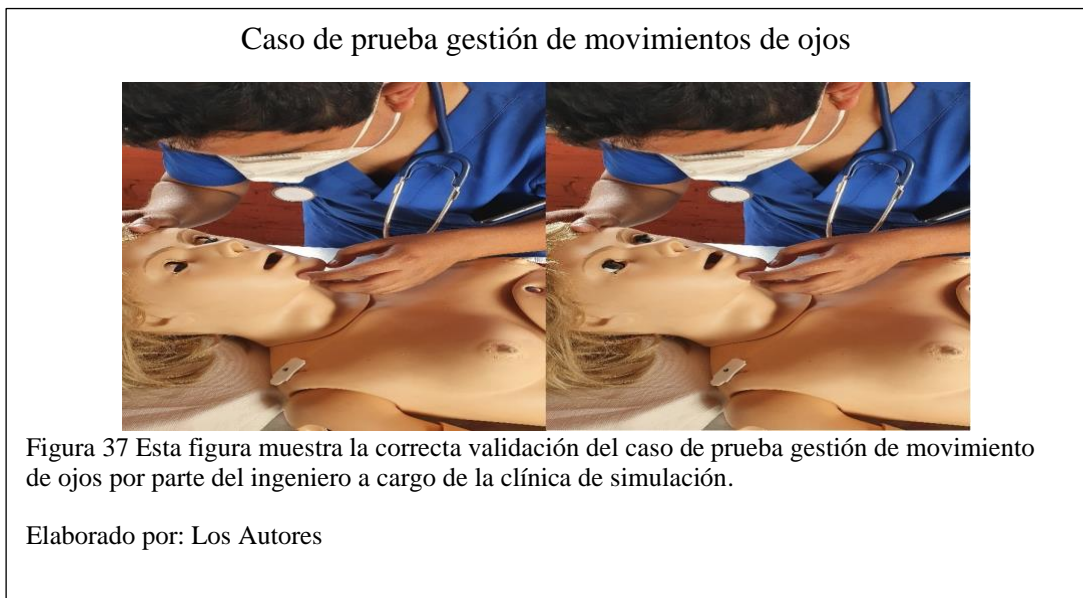 Caso de prueba gestión de movimientos de ojos
Figura 37 Esta figura muestra la correcta validación del caso de prueba gestión de movimiento
de ojos por parte del ingeniero a cargo de la clínica de simulación.
Elaborado por: Los Autores